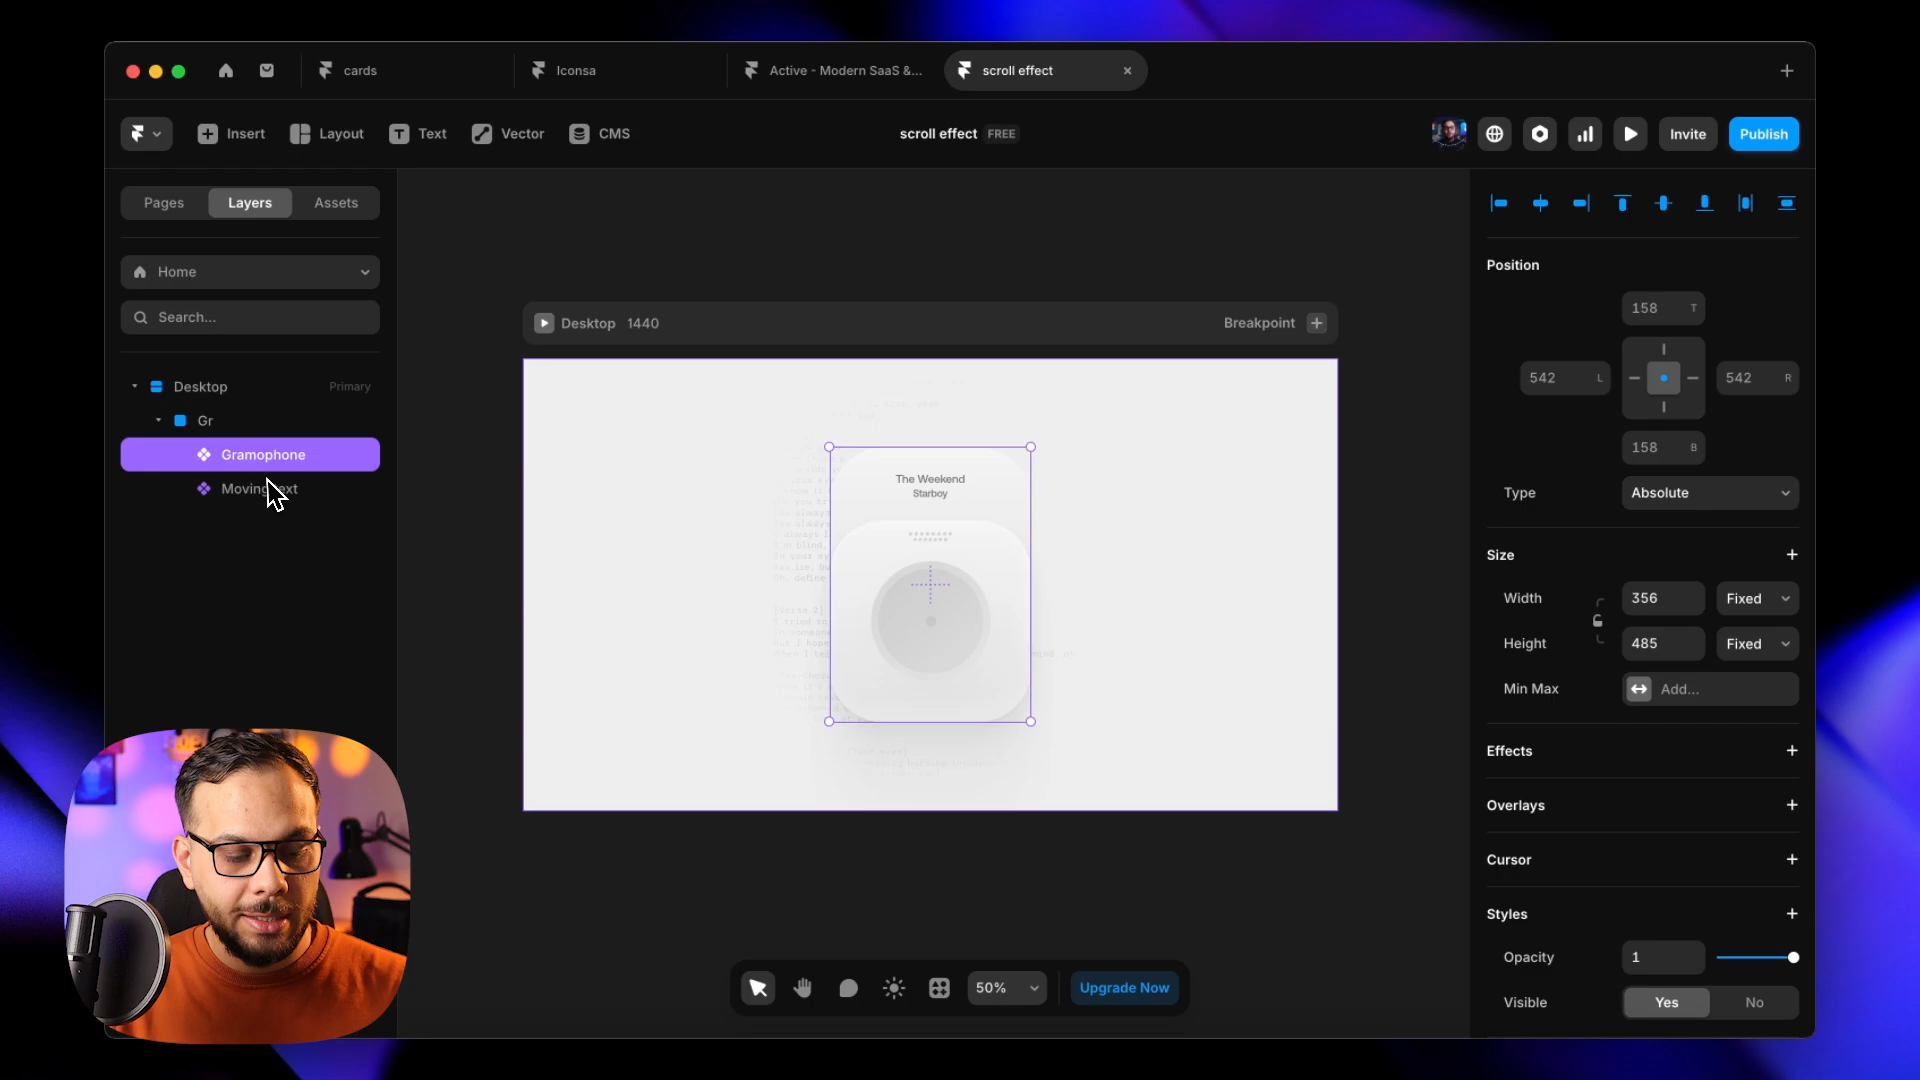 cards
Iconsa
Active - Modern SaaS &...
scroll effect
Insert
Layout
Text
Vector
CMS
scroll effect FREE
Invite
Publish
Pages
Layers
Assets
Home
Search...
Desktop
Primary
Gr
Gramophone
Moving
Desktop 1440
Breakpoint
The Weekend
Starboy
Position
158 T
542 L
542 R
158 B
Type
Absolute
Size
Width
356
Fixed
Height
485
Fixed
Min Max
Add...
Effects
Overlays
Cursor
Styles
Opacity
1
Visible
Yes
No
50%
Upgrade Now